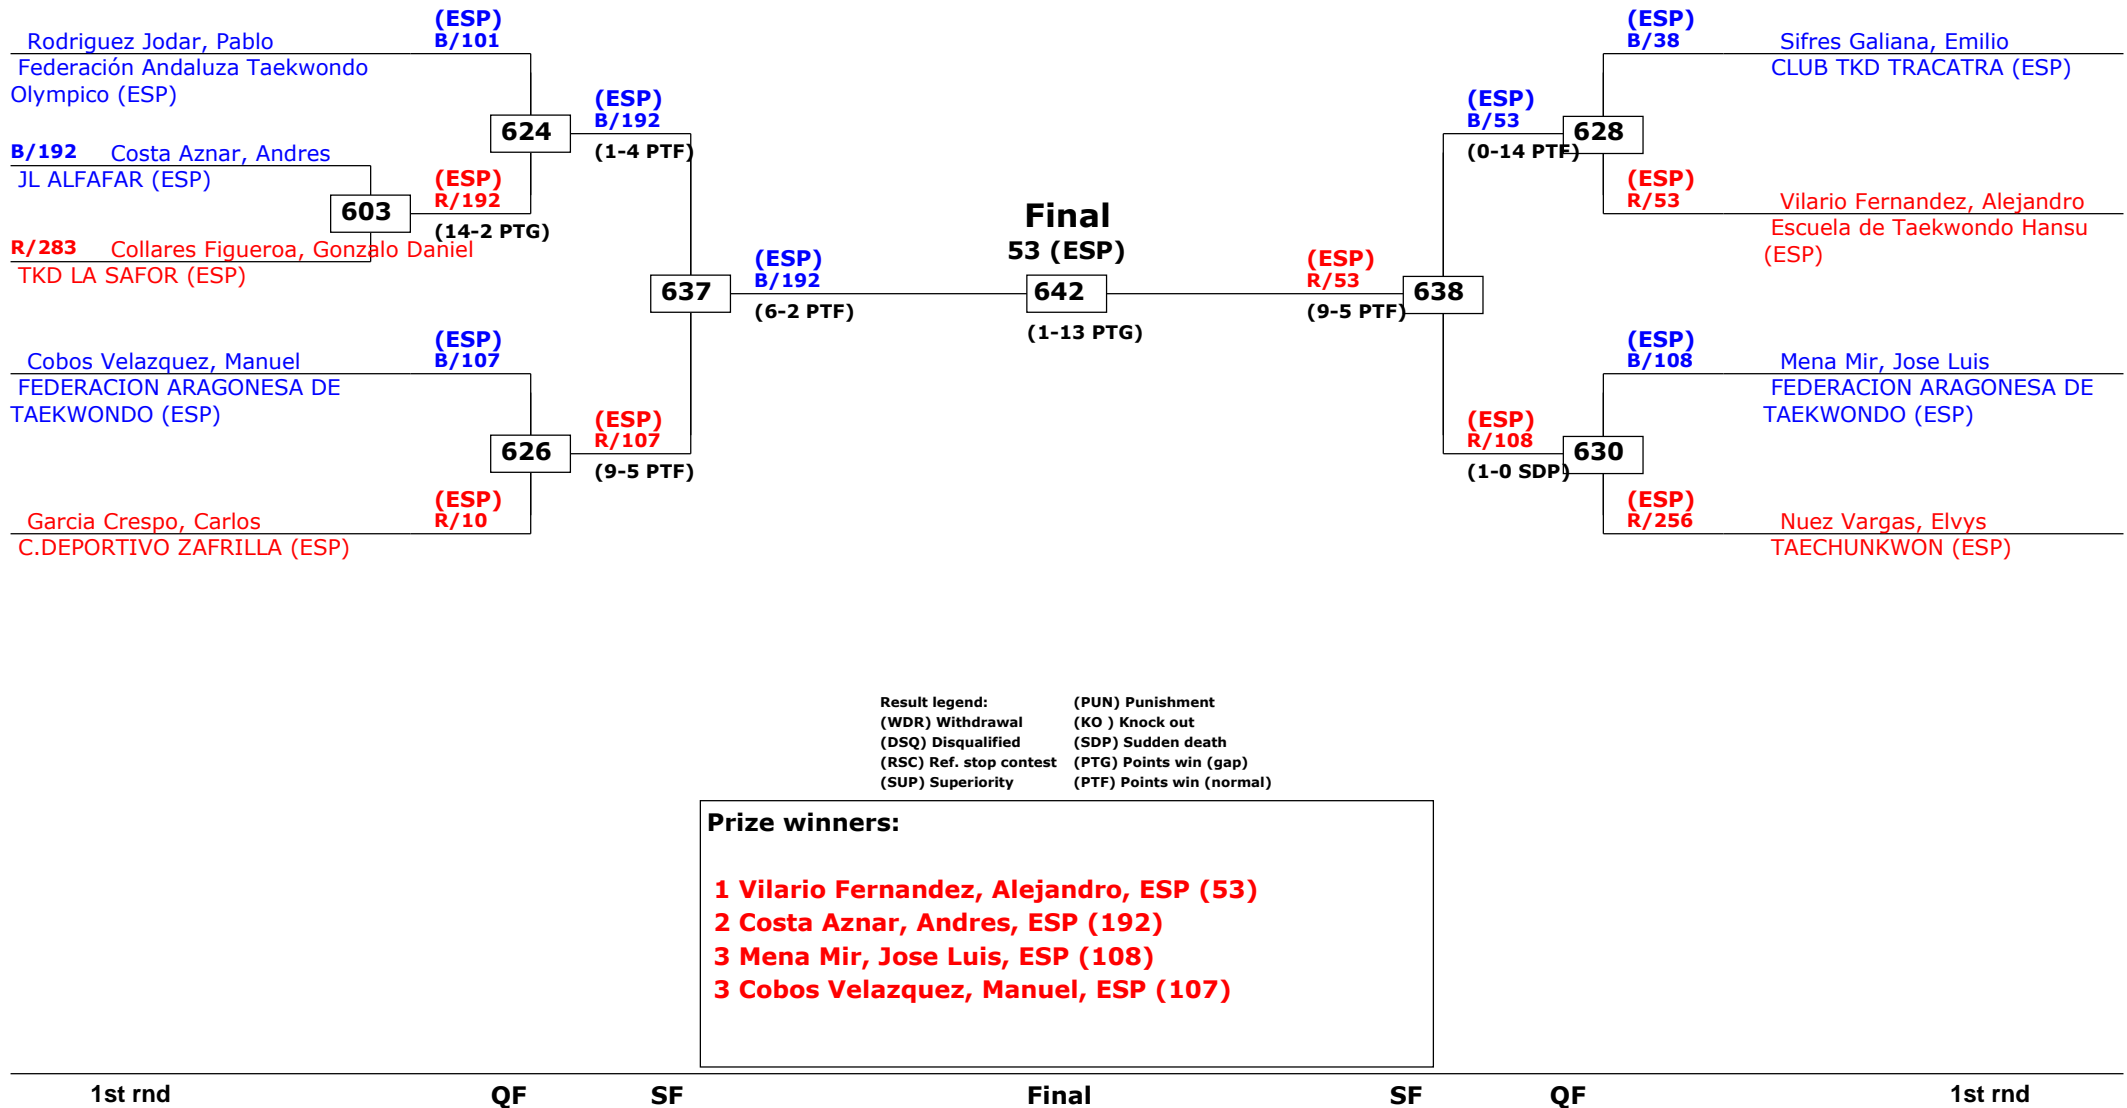 (ESP)
B/101
Rodriguez Jodar, Pablo
Federación Andaluza Taekwondo
Olympico (ESP)
624
(ESP)
B/192
(1-4 PTF)
B/192 Costa Aznar, Andres
JL ALFAFAR (ESP)
603
(ESP)
R/192
(14-2 PTG)
R/283 Collares Figueroa, Gonzalo Daniel
TKD LA SAFOR (ESP)
637
(ESP)
B/192
(6-2 PTF)
Cobos Velazquez, Manuel
(ESP)
B/107
FEDERACION ARAGONESA DE
TAEKWONDO (ESP)
626
(ESP)
R/107
(9-5 PTF)
Garcia Crespo, Carlos
(ESP)
R/10
C.DEPORTIVO ZAFRILLA (ESP)
Final
53 (ESP)
642
(1-13 PTG)
(ESP)
R/53
(9-5 PTF)
638
(ESP)
B/53
(0-14 PTF)
628
(ESP)
B/38
Sifres Galiana, Emilio
CLUB TKD TRACATRA (ESP)
(ESP)
R/53
Vilario Fernandez, Alejandro
Escuela de Taekwondo Hansu
(ESP)
(ESP)
B/108
Mena Mir, Jose Luis
FEDERACION ARAGONESA DE
TAEKWONDO (ESP)
(ESP)
R/108
(1-0 SDP)
630
(ESP)
R/256
Nuez Vargas, Elvys
TAECHUNKWON (ESP)
Result legend: (PUN) Punishment
(WDR) Withdrawal (KO ) Knock out
(DSQ) Disqualified (SDP) Sudden death
(RSC) Ref. stop contest (PTG) Points win (gap)
(SUP) Superiority (PTF) Points win (normal)
Prize winners:
1 Vilario Fernandez, Alejandro, ESP (53)
2 Costa Aznar, Andres, ESP (192)
3 Mena Mir, Jose Luis, ESP (108)
3 Cobos Velazquez, Manuel, ESP (107)
1st rnd QF SF Final SF QF 1st rnd